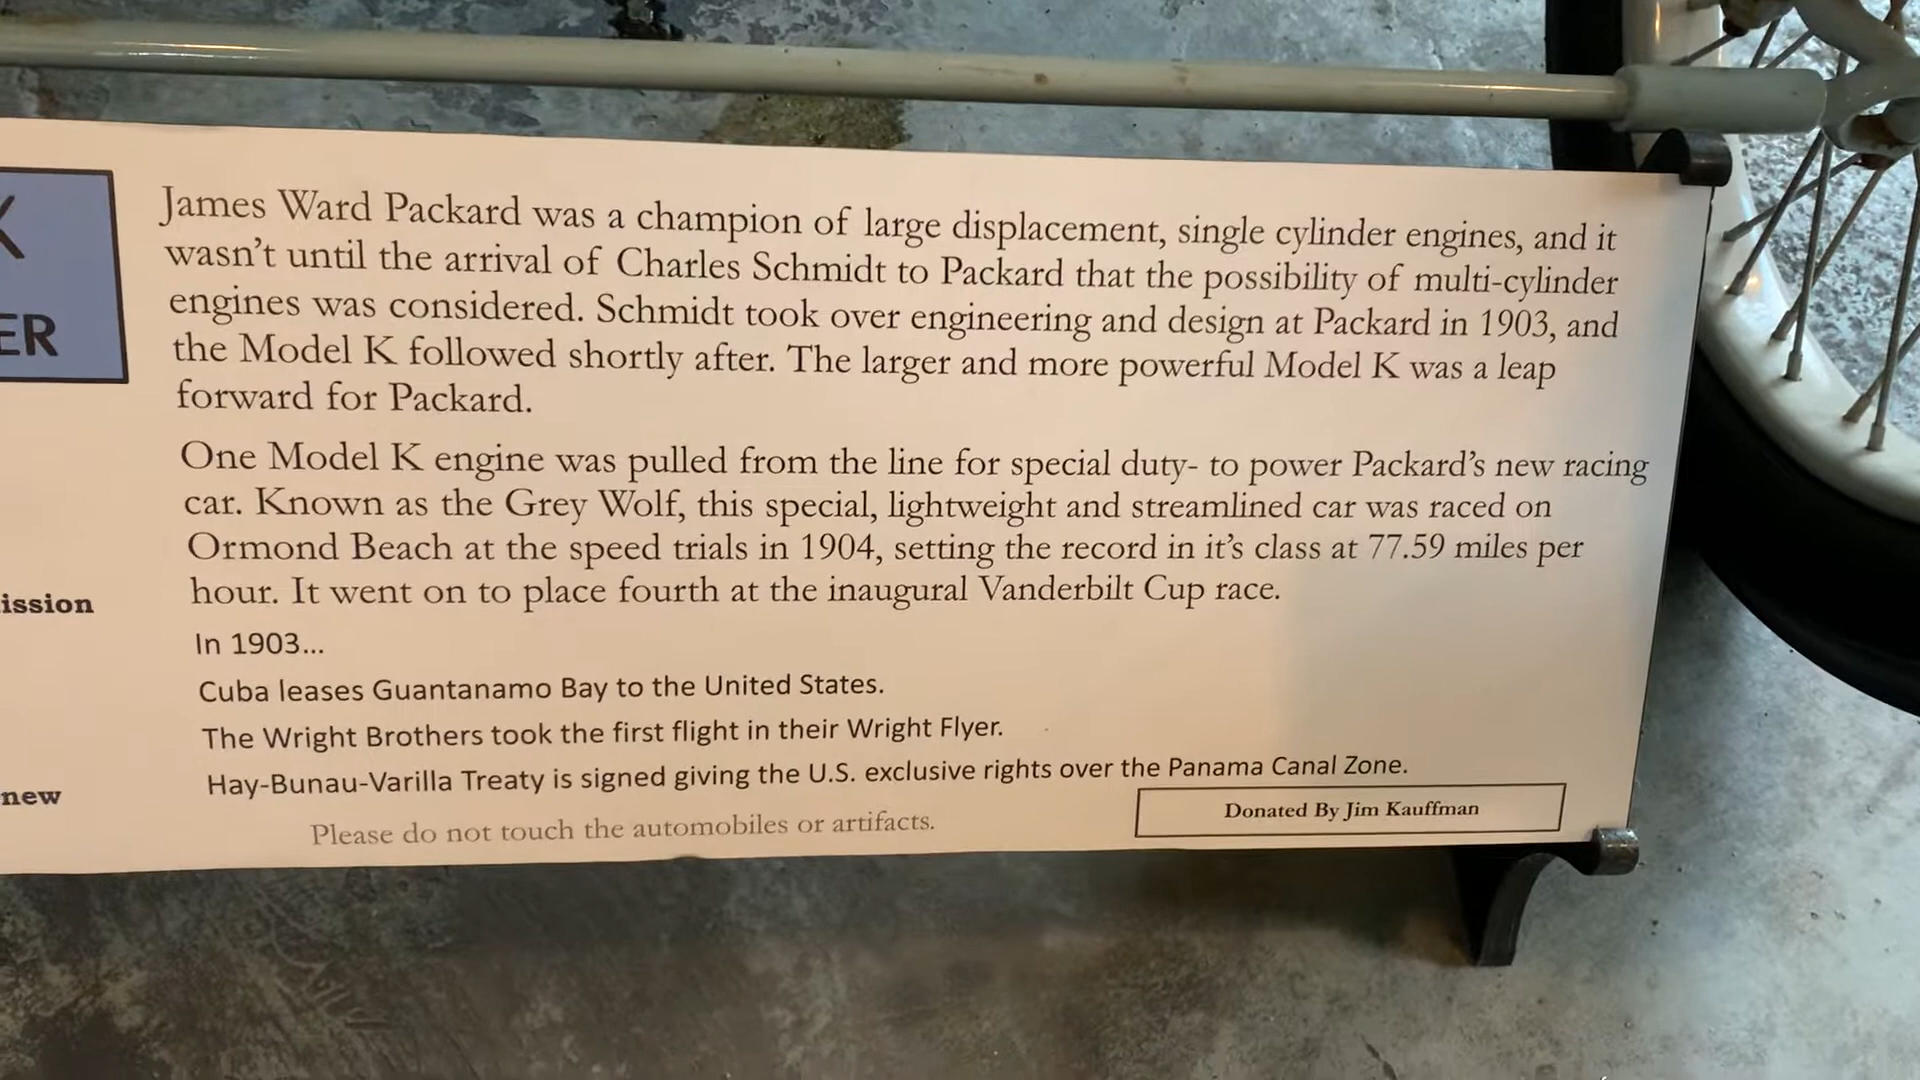 K
ER
ission
new
James Ward Packard was a champion of large displacement, single cylinder engines, and it
wasn't until the arrival of Charles Schmidt to Packard that the possibility of multi-cylinder
engines was considered. Schmidt took over engineering and design at Packard in 1903, and
the Model K followed shortly after. The larger and more powerful Model K was a leap
forward for Packard.
One Model K engine was pulled from the line for special duty- to power Packard's new racing
car. Known as the Grey Wolf, this special, lightweight and streamlined car was raced on
Ormond Beach at the speed trials in 1904, setting the record in it's class at 77.59 miles per
hour. It went on to place fourth at the inaugural Vanderbilt Cup race.
In 1903...
Cuba leases Guantanamo Bay to the United States.
The Wright Brothers took the first flight in their Wright Flyer.
Hay-Bunau-Varilla Treaty is signed giving the U.S. exclusive rights over the Panama Canal Zone.
Please do not touch the automobiles or artifacts.
Donated By Jim Kauffman